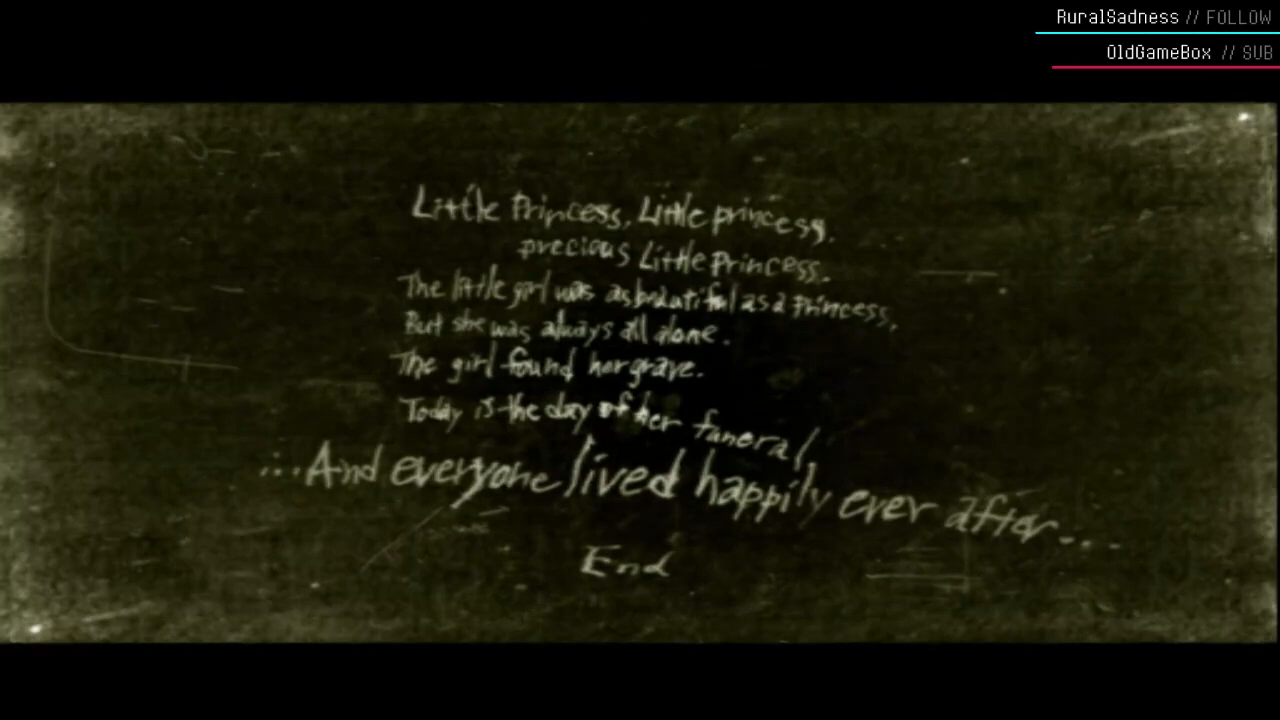 RuralSadness // FOLLOW
OldGameBox // SUB
Little Princess, Little princess,
precious Little Princess.
The little girl was as beautiful as a Princess,
But she was always all alone.
The girl found her grave.
Today is the day of her funeral,
...And everyone lived happily ever after....
End